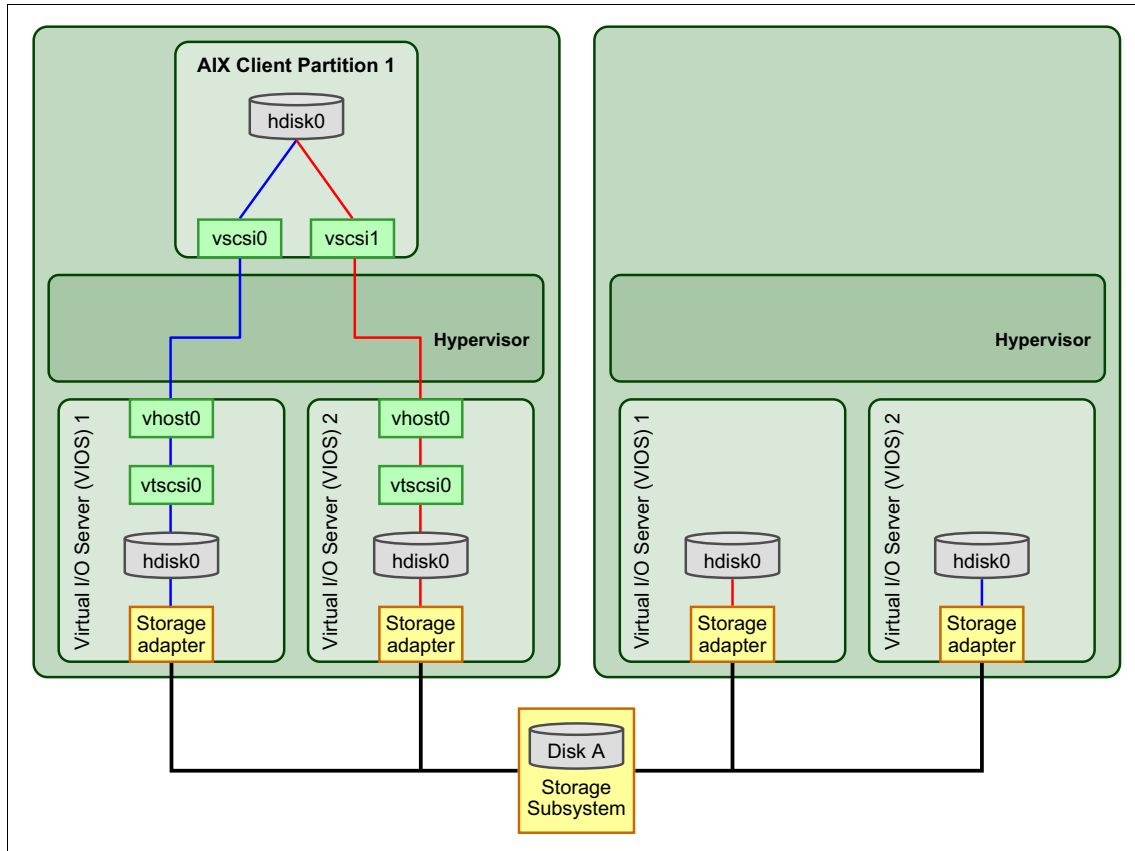 AIX Client Partition 1
hdisk0
vscsi0
vscsi1
Hypervisor
Virtual I/O Server (VIOS) 1
vhost0
vtscsi0
hdisk0
Storage
adapter
Virtual I/O Server (VIOS) 2
vhost0
vtscsi0
hdisk0
Storage
adapter
Hypervisor
Virtual I/O Server (VIOS) 1
hdisk0
Storage
adapter
Virtual I/O Server (VIOS) 2
hdisk0
Storage
adapter
Disk A
Storage
Subsystem